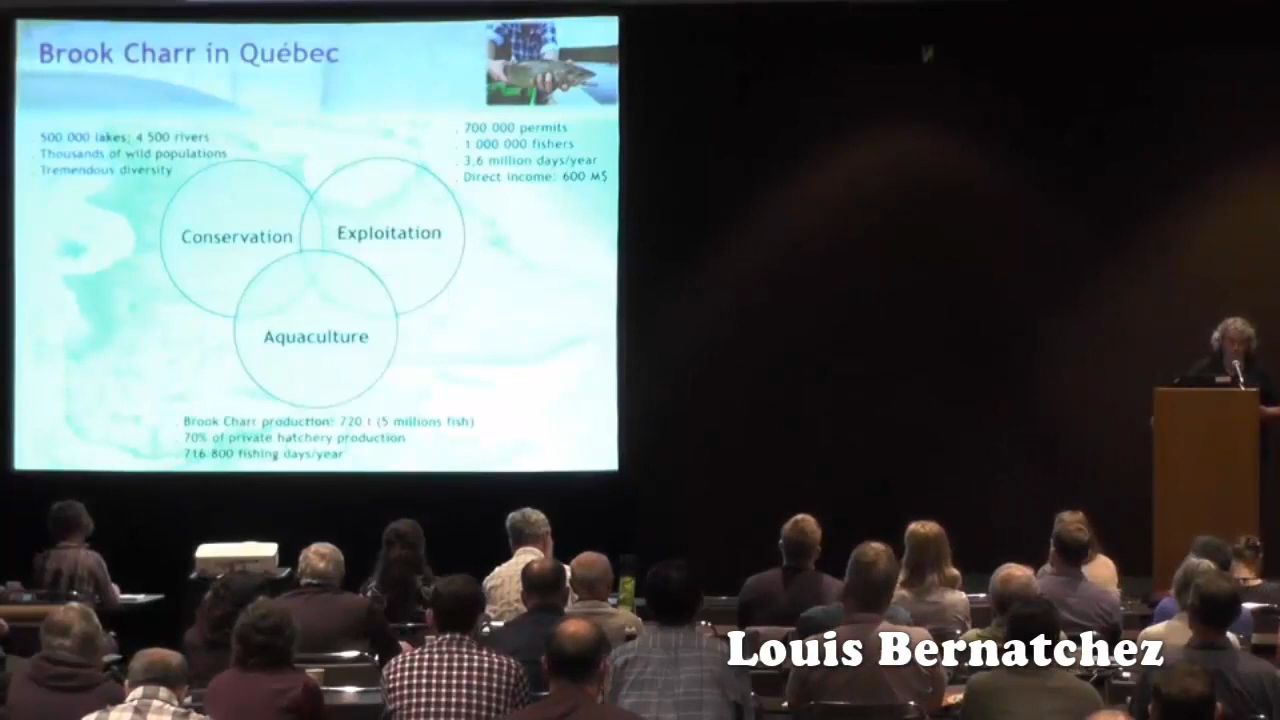 Brook Charr in Québec
. 500 000 lakes; 4 500 rivers
. Thousands of wild populations
. Tremendous diversity
. 700 000 permits
. 1 000 000 fishers
. 3,6 million days/year
. Direct income: 600 M$
Conservation
Exploitation
Aquaculture
. Brook Charr production: 720 t (5 millions fish)
. 70% of private hatchery production
. 716 800 fishing days/year
Louis Bernatchez